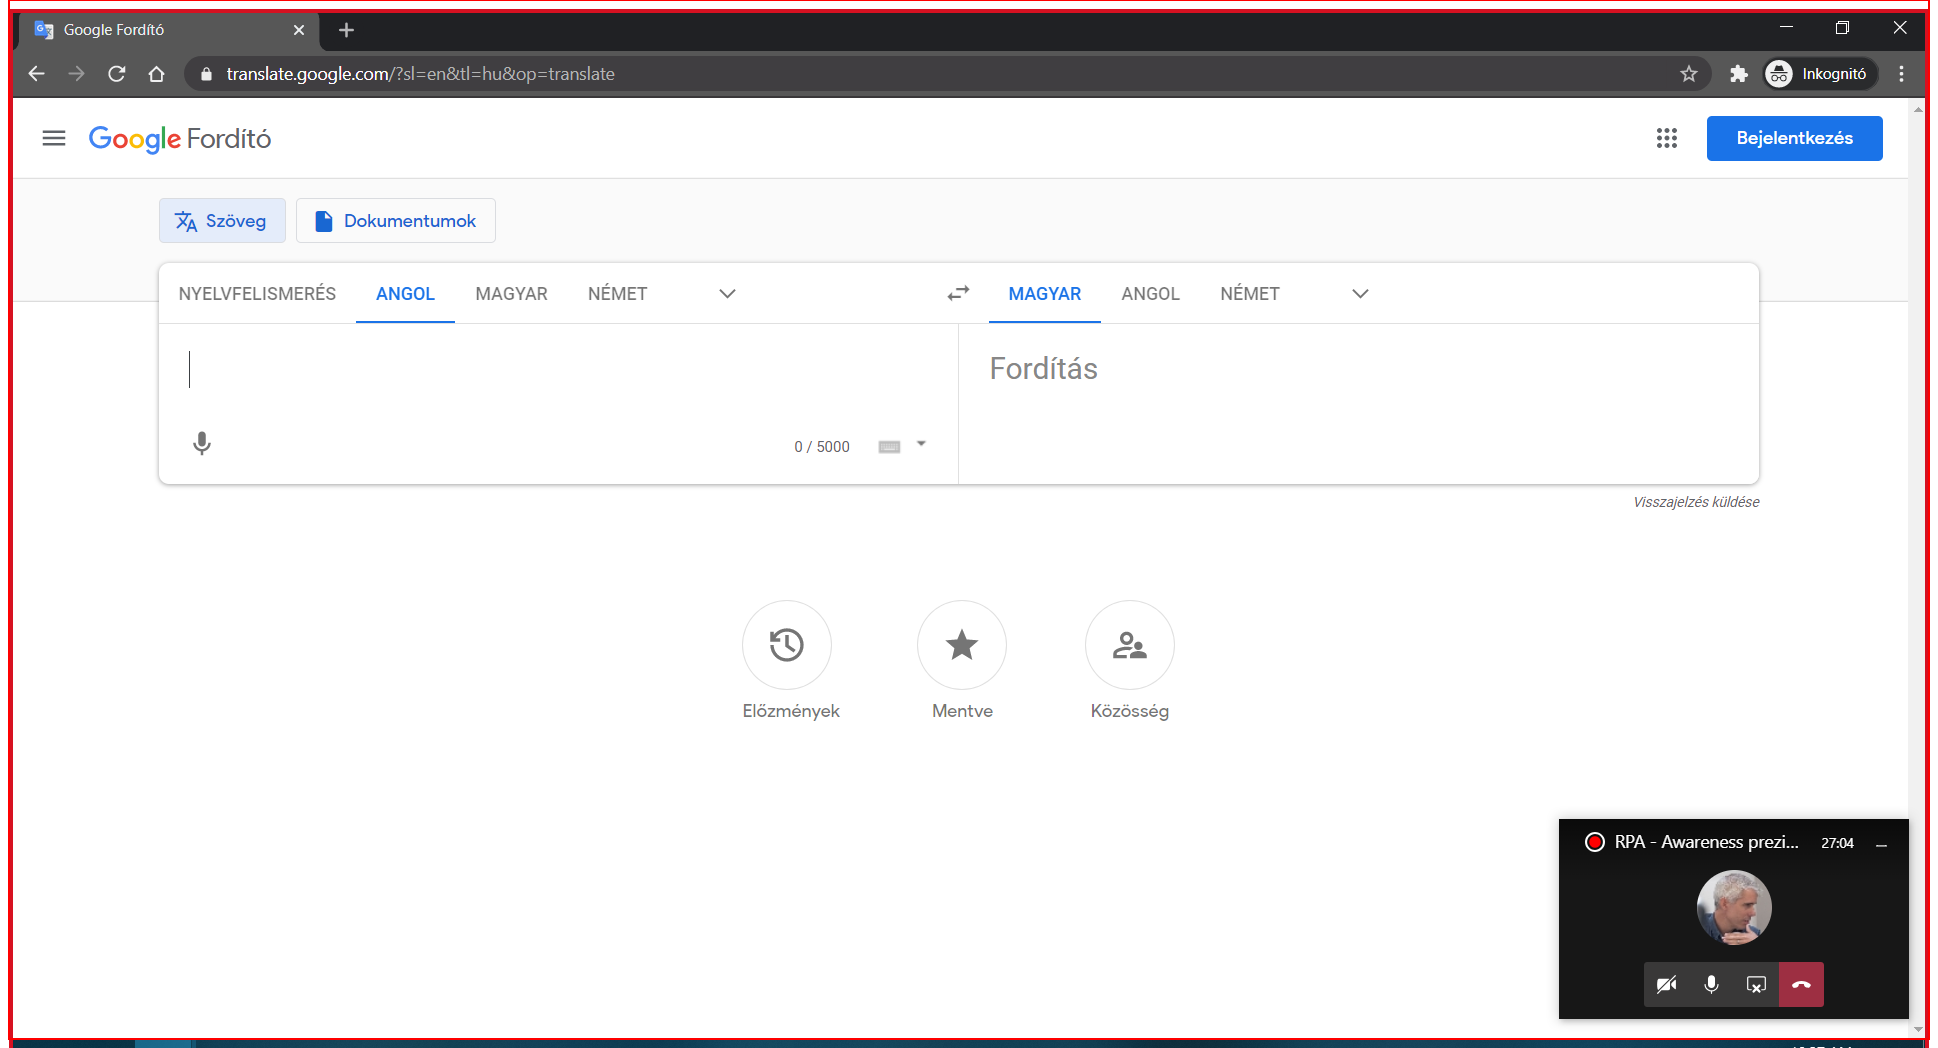 Google Fordító
translate.google.com/?sl=en&tl=hu&op=translate
Inkognitó
Google Fordító
Bejelentkezés
Szöveg
Dokumentumok
NYELVFELISMERÉS ANGOL MAGYAR NÉMET
MAGYAR ANGOL NÉMET
Fordítás
0 / 5000
Visszajelzés küldése
Előzmények
Mentve
Közösség
RPA - Awareness prezi... 27:04